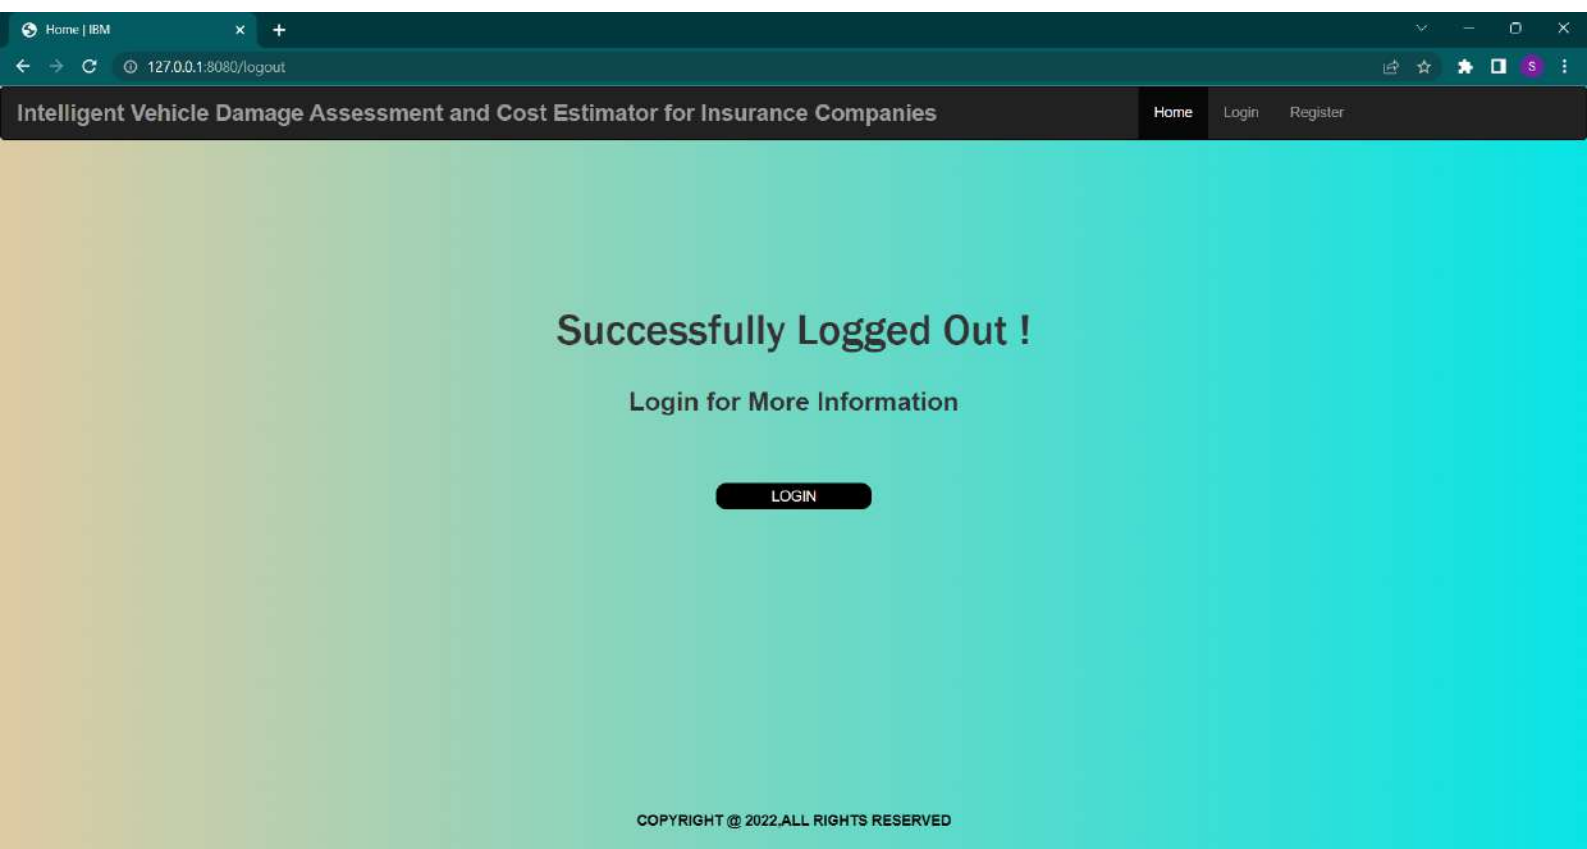 Home | IBM
127.0.0.1:8080/logout
S
Intelligent Vehicle Damage Assessment and Cost Estimator for Insurance Companies Home Login Register
Successfully Logged Out !
Login for More Information
LOGIN
COPYRIGHT @ 2022,ALL RIGHTS RESERVED